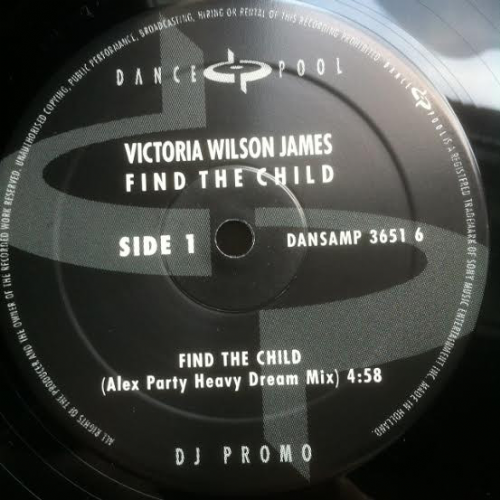 ALL RIGHTS OF THE PRODUCER AND THE OWNER OF THE RECORDED WORK RESERVED. UNAUTHORISED COPYING, PUBLIC PERFORMANCE, BROADCASTING, HIRING OR RENTAL OF THIS RECORDING PROHIBITED. DANCE POOL IS A REGISTERED TRADEMARK OF SONY MUSIC ENTERTAINMENT INC. MADE IN HOLLAND.
DANCE POOL
VICTORIA WILSON JAMES
FIND THE CHILD
SIDE 1 DANSAMP 3651 6
FIND THE CHILD
(Alex Party Heavy Dream Mix) 4:58
DJ PROMO